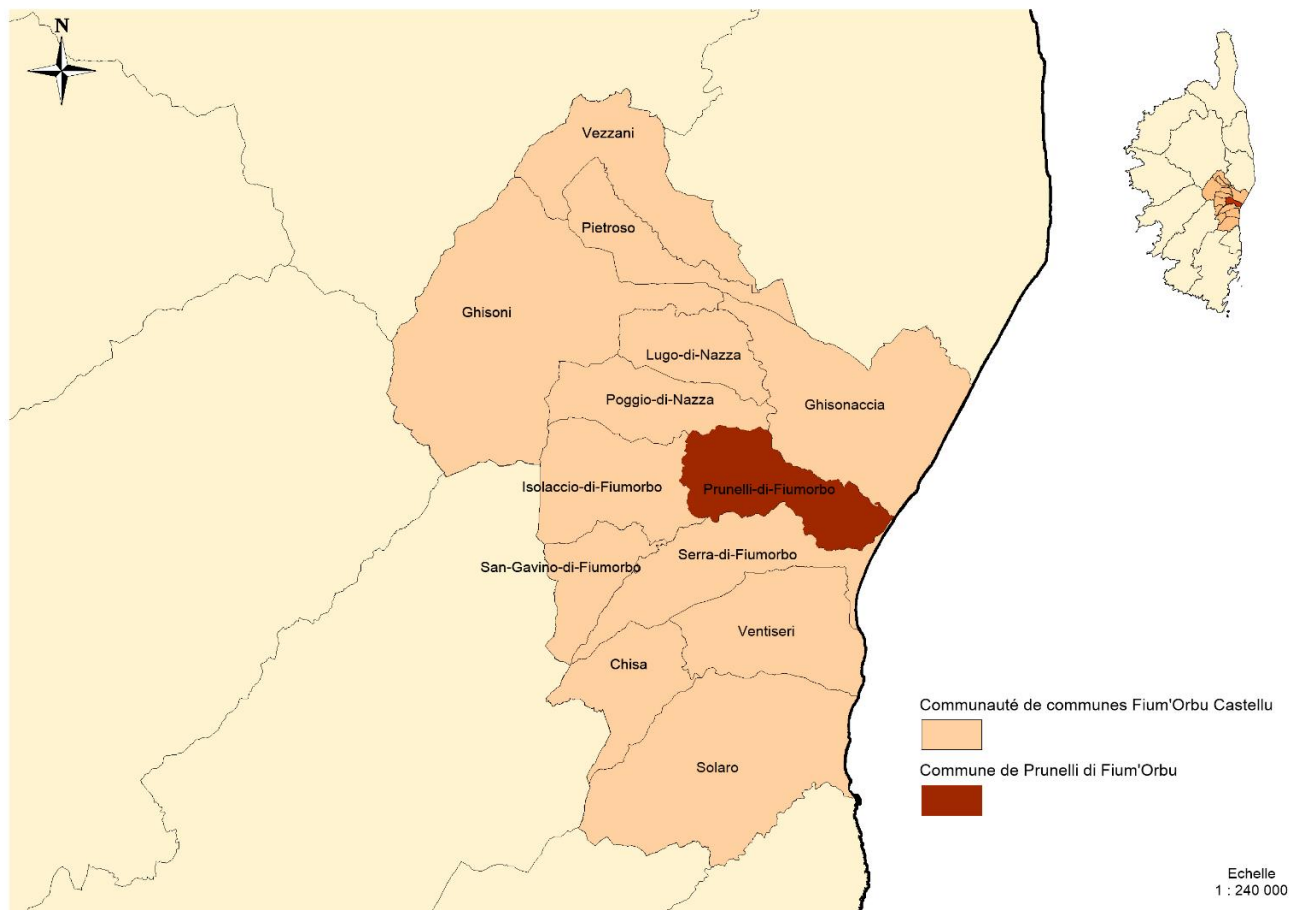 N
Vezzani
Pietroso
Ghisoni
Lugo-di-Nazza
Poggio-di-Nazza
Ghisonaccia
Isolaccio-di-Fiumorbo
Prunelli-di-Fiumorbo
Serra-di-Fiumorbo
San-Gavino-di-Fiumorbo
Ventiseri
Chisa
Solaro
Communauté de communes Fium'Orbu Castellu
Commune de Prunelli di Fium'Orbu
Echelle
1 : 240 000